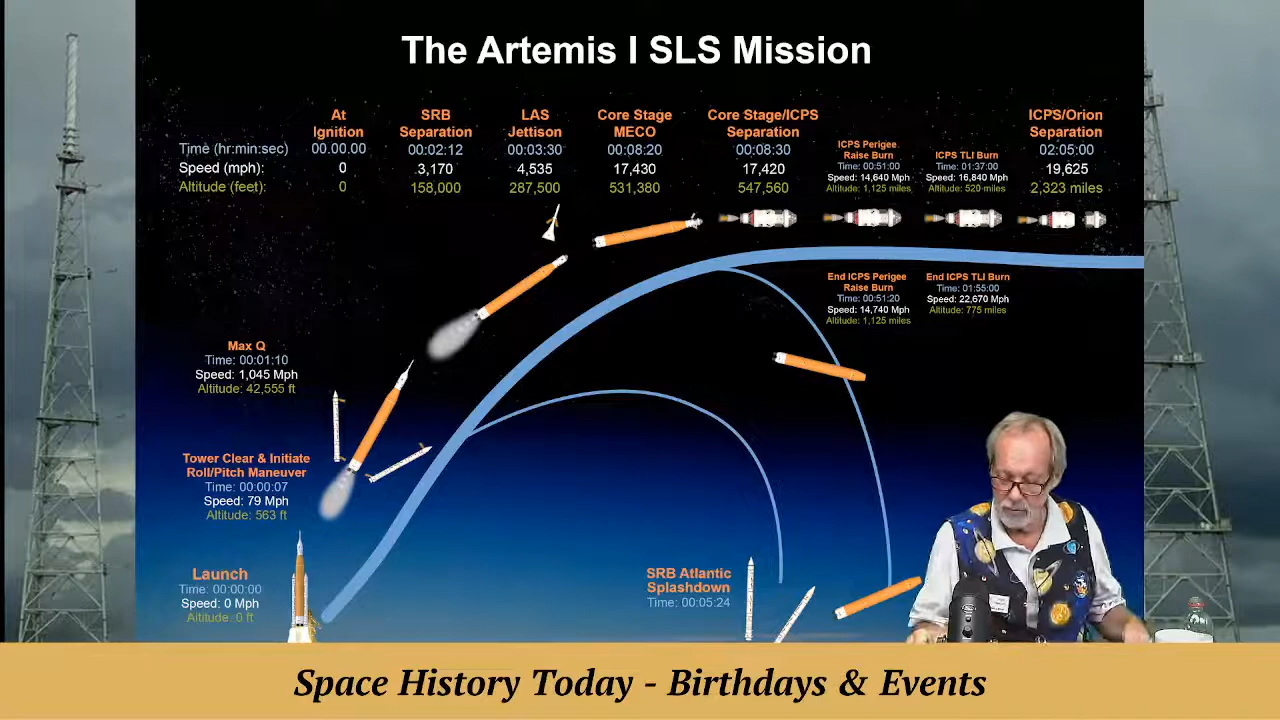 The Artemis I SLS Mission
At
Ignition
SRB
Separation
LAS
Jettison
Core Stage
MECO
Core Stage/ICPS
Separation
ICPS Perigee
Raise Burn
ICPS TLI Burn
ICPS/Orion
Separation
Time (hr:min:sec) 00.00.00 00:02:12 00:03:30 00:08:20 00:08:30 Time: 00:51:00 Time: 01:37:00 02:05:00
Speed (mph): 0 3,170 4,535 17,430 17,420 Speed: 14,640 Mph Speed: 16,840 Mph 19,625
Altitude (feet): 0 158,000 287,500 531,380 547,560 Altitude: 1,125 miles Altitude: 520 miles 2,323 miles
End ICPS Perigee
Raise Burn
Time: 00:51:20
Speed: 14,740 Mph
Altitude: 1,125 miles
End ICPS TLI Burn
Time: 01:55:00
Speed: 22,670 Mph
Altitude: 775 miles
Max Q
Time: 00:01:10
Speed: 1,045 Mph
Altitude: 42,555 ft
Tower Clear & Initiate
Roll/Pitch Maneuver
Time: 00:00:07
Speed: 79 Mph
Altitude: 563 ft
Launch
Time: 00:00:00
Speed: 0 Mph
Altitude: 0 ft
SRB Atlantic
Splashdown
Time: 00:05:24
Space History Today - Birthdays & Events